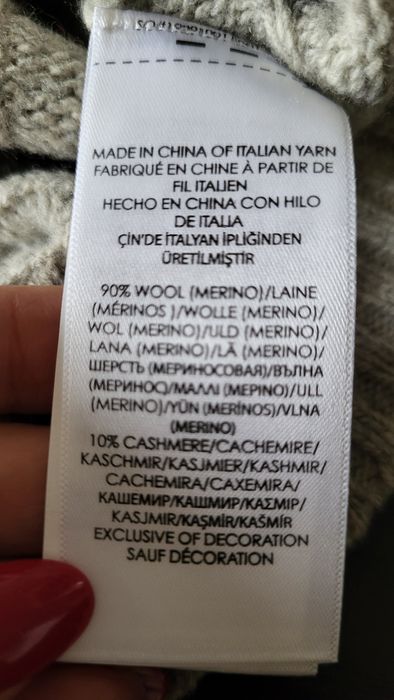 MADE IN CHINA OF ITALIAN YARN
FABRIQUÉ EN CHINE À PARTIR DE
FIL ITALIEN
HECHO EN CHINA CON HILO
DE ITALIA
ÇİN'DE İTALYAN İPLİĞİNDEN
ÜRETİLMİŞTİR
90% WOOL (MERINO)/LAINE
(MÉRINOS )/WOLLE (MERINO)/
WOL (MERINO)/ULD (MERINO)/
LANA (MERINO)/LÃ (MERINO)/
ШЕРСТЬ (МЕРИНОСОВАЯ)/ВЪЛНА
(МЕРИНОС)/ΜΑΛΛΙ (ΜΕΡΙΝΟ)/ULL
(MERINO)/YÜN (MERİNOS)/VLNA
(MERINO)
10% CASHMERE/CACHEMIRE/
KASCHMIR/KASJMIER/KASHMIR/
CACHEMIRA/CAXEMIRA/
КАШЕМИР/КАШМИР/ΚΑΣΜΙΡ/
KASJMIR/KAŞMİR/KAŠMÍR
EXCLUSIVE OF DECORATION
SAUF DÉCORATION